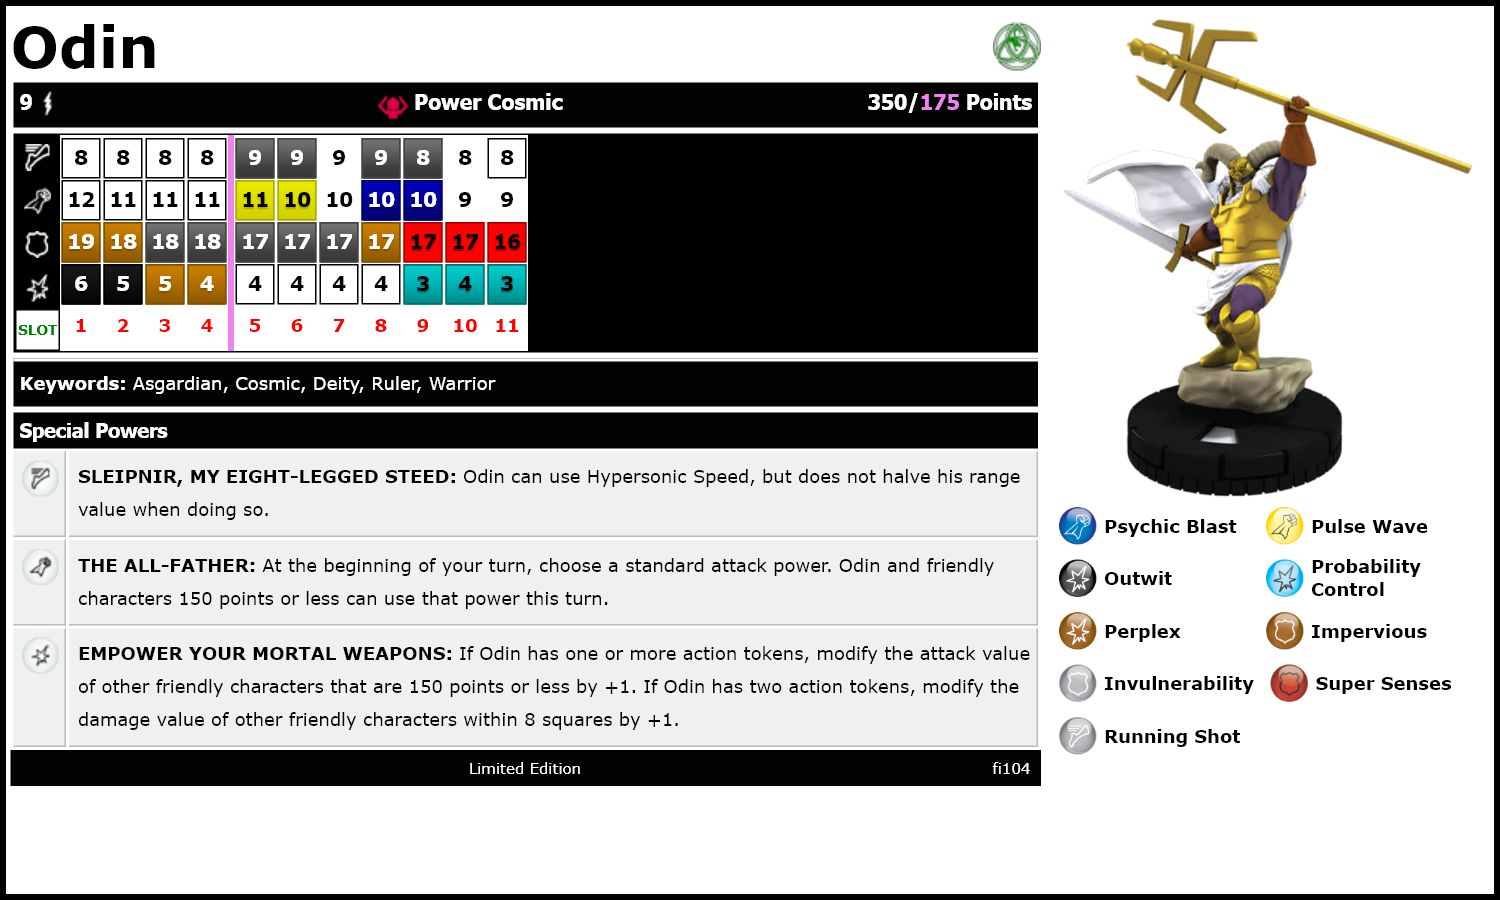 Odin
9 Power Cosmic 350/175 Points
8 8 8 8 9 9 9 9 8 8 8
12 11 11 11 11 10 10 10 10 9 9
19 18 18 18 17 17 17 17 17 17 16
6 5 5 4 4 4 4 4 3 4 3
SLOT 1 2 3 4 5 6 7 8 9 10 11
Keywords: Asgardian, Cosmic, Deity, Ruler, Warrior
Special Powers
SLEIPNIR, MY EIGHT-LEGGED STEED: Odin can use Hypersonic Speed, but does not halve his range
value when doing so.
THE ALL-FATHER: At the beginning of your turn, choose a standard attack power. Odin and friendly
characters 150 points or less can use that power this turn.
EMPOWER YOUR MORTAL WEAPONS: If Odin has one or more action tokens, modify the attack value
of other friendly characters that are 150 points or less by +1. If Odin has two action tokens, modify the
damage value of other friendly characters within 8 squares by +1.
Limited Edition fi104
Psychic Blast Pulse Wave
Outwit Probability
Control
Perplex Impervious
Invulnerability Super Senses
Running Shot